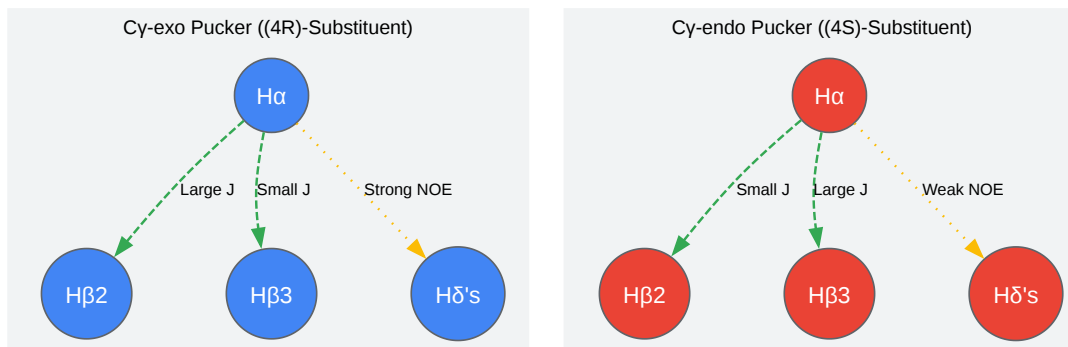 Cγ-exo Pucker ((4R)-Substituent)
Hα
Large J
Small J
Strong NOE
Hβ2
Hβ3
Hδ's
Cγ-endo Pucker ((4S)-Substituent)
Hα
Small J
Large J
Weak NOE
Hβ2
Hβ3
Hδ's